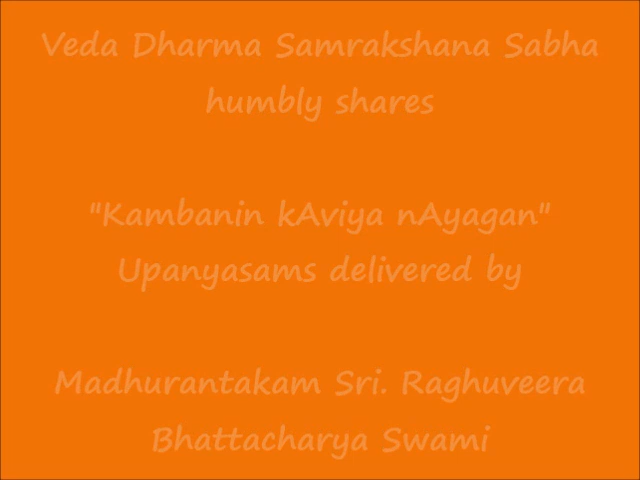 Veda Dharma Samrakshana Sabha
humbly shares
"Kambanin kAviya nAyagan"
Upanyasams delivered by
Madhurantakam Sri. Raghuveera
Bhattacharya Swami